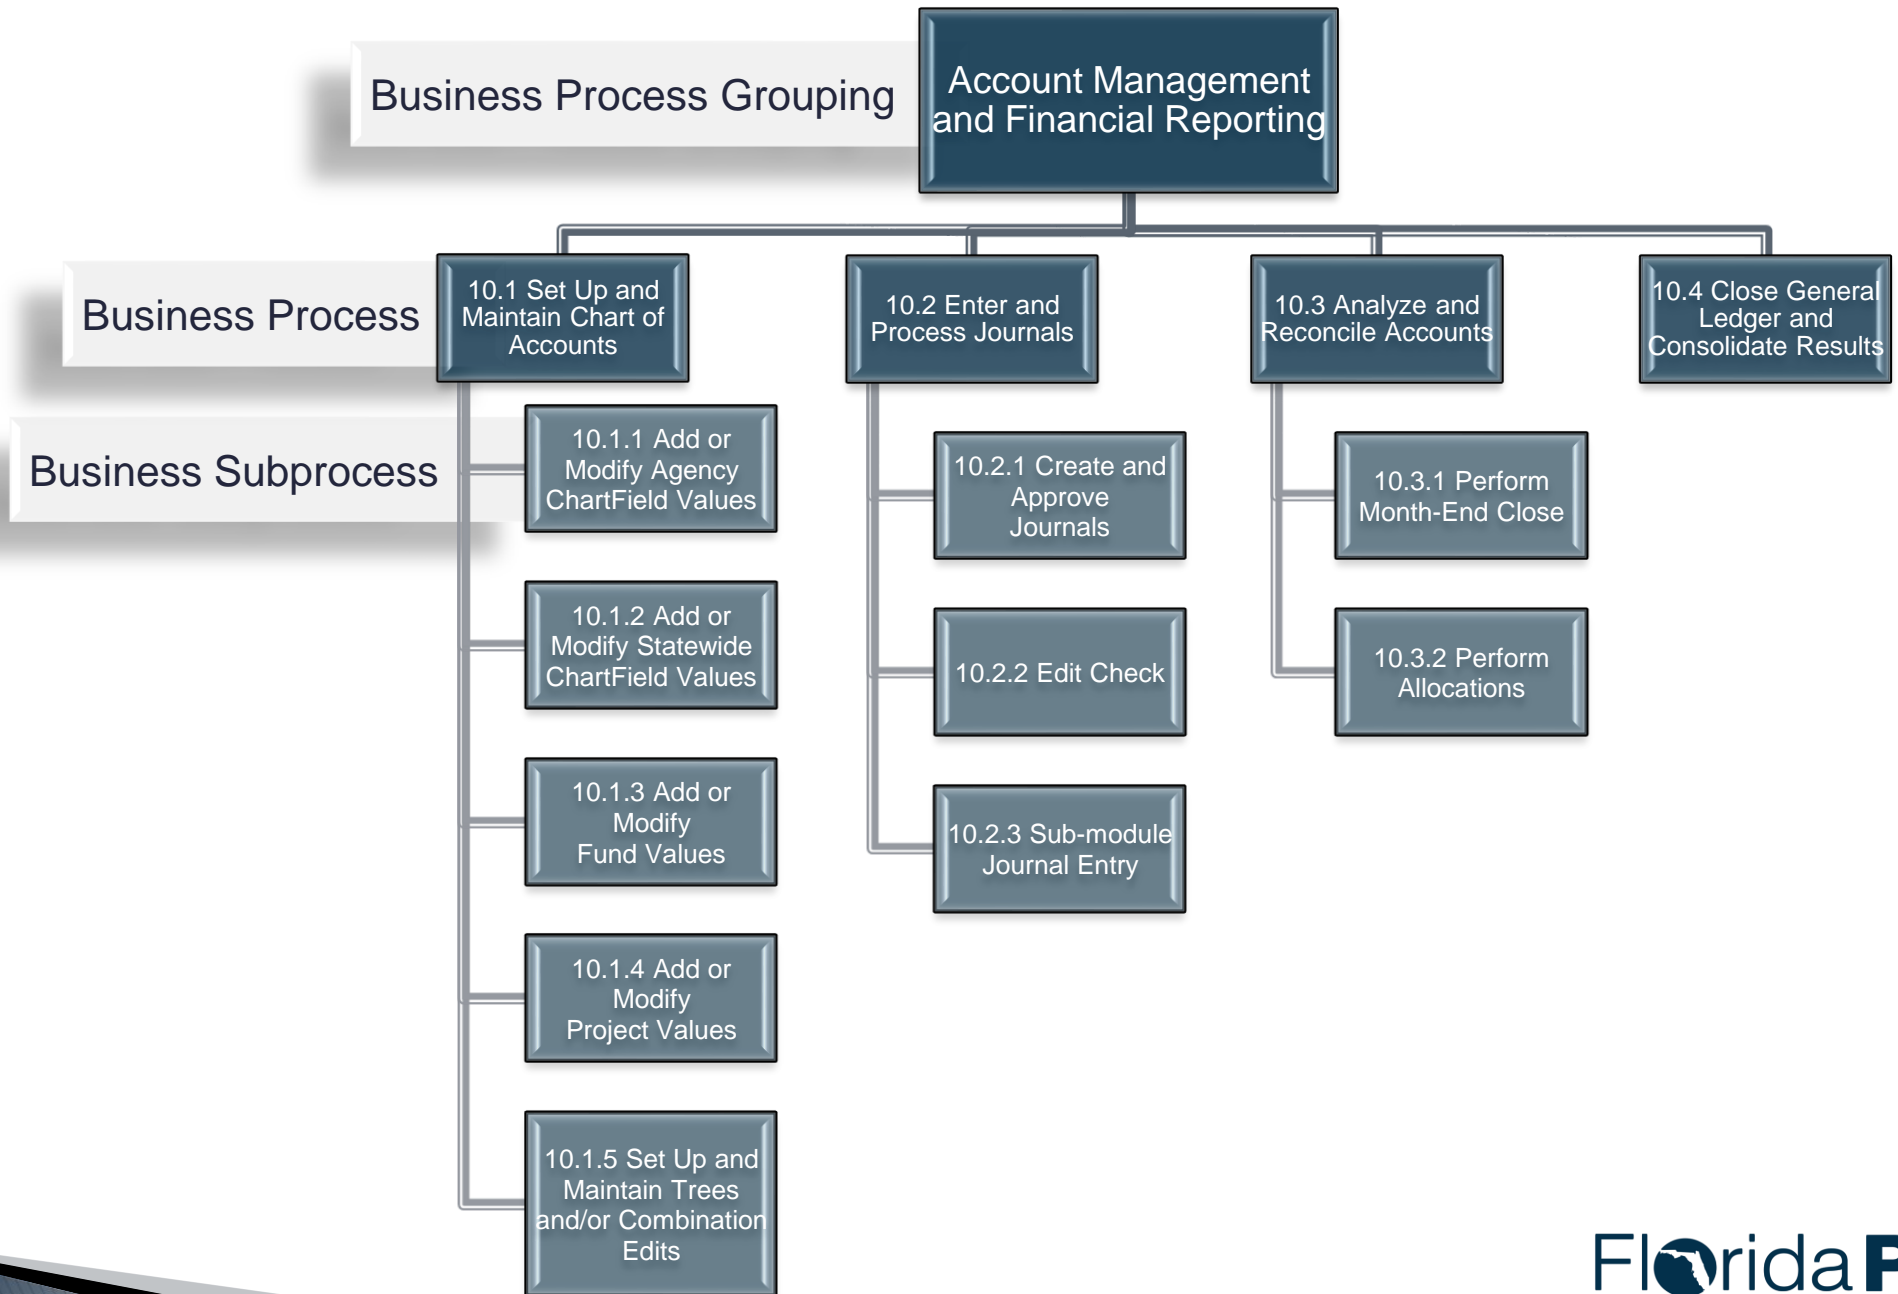 Business Process Grouping
Account Management
and Financial Reporting
Business Process
10.1 Set Up and
Maintain Chart of
Accounts
10.2 Enter and
Process Journals
10.3 Analyze and
Reconcile Accounts
10.4 Close General
Ledger and
Consolidate Results
Business Subprocess
10.1.1 Add or
Modify Agency
ChartField Values
10.1.2 Add or
Modify Statewide
ChartField Values
10.1.3 Add or
Modify
Fund Values
10.1.4 Add or
Modify
Project Values
10.1.5 Set Up and
Maintain Trees
and/or Combination
Edits
10.2.1 Create and
Approve
Journals
10.2.2 Edit Check
10.2.3 Sub-module
Journal Entry
10.3.1 Perform
Month-End Close
10.3.2 Perform
Allocations
Florida P